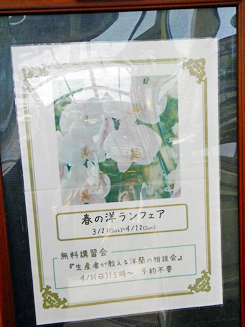 春の洋ランフェア
3/21(Sat)-4/12(Sun)
無料講習会
『生産者が教える洋蘭の相談会』
4/5(日)15時〜 予約不要